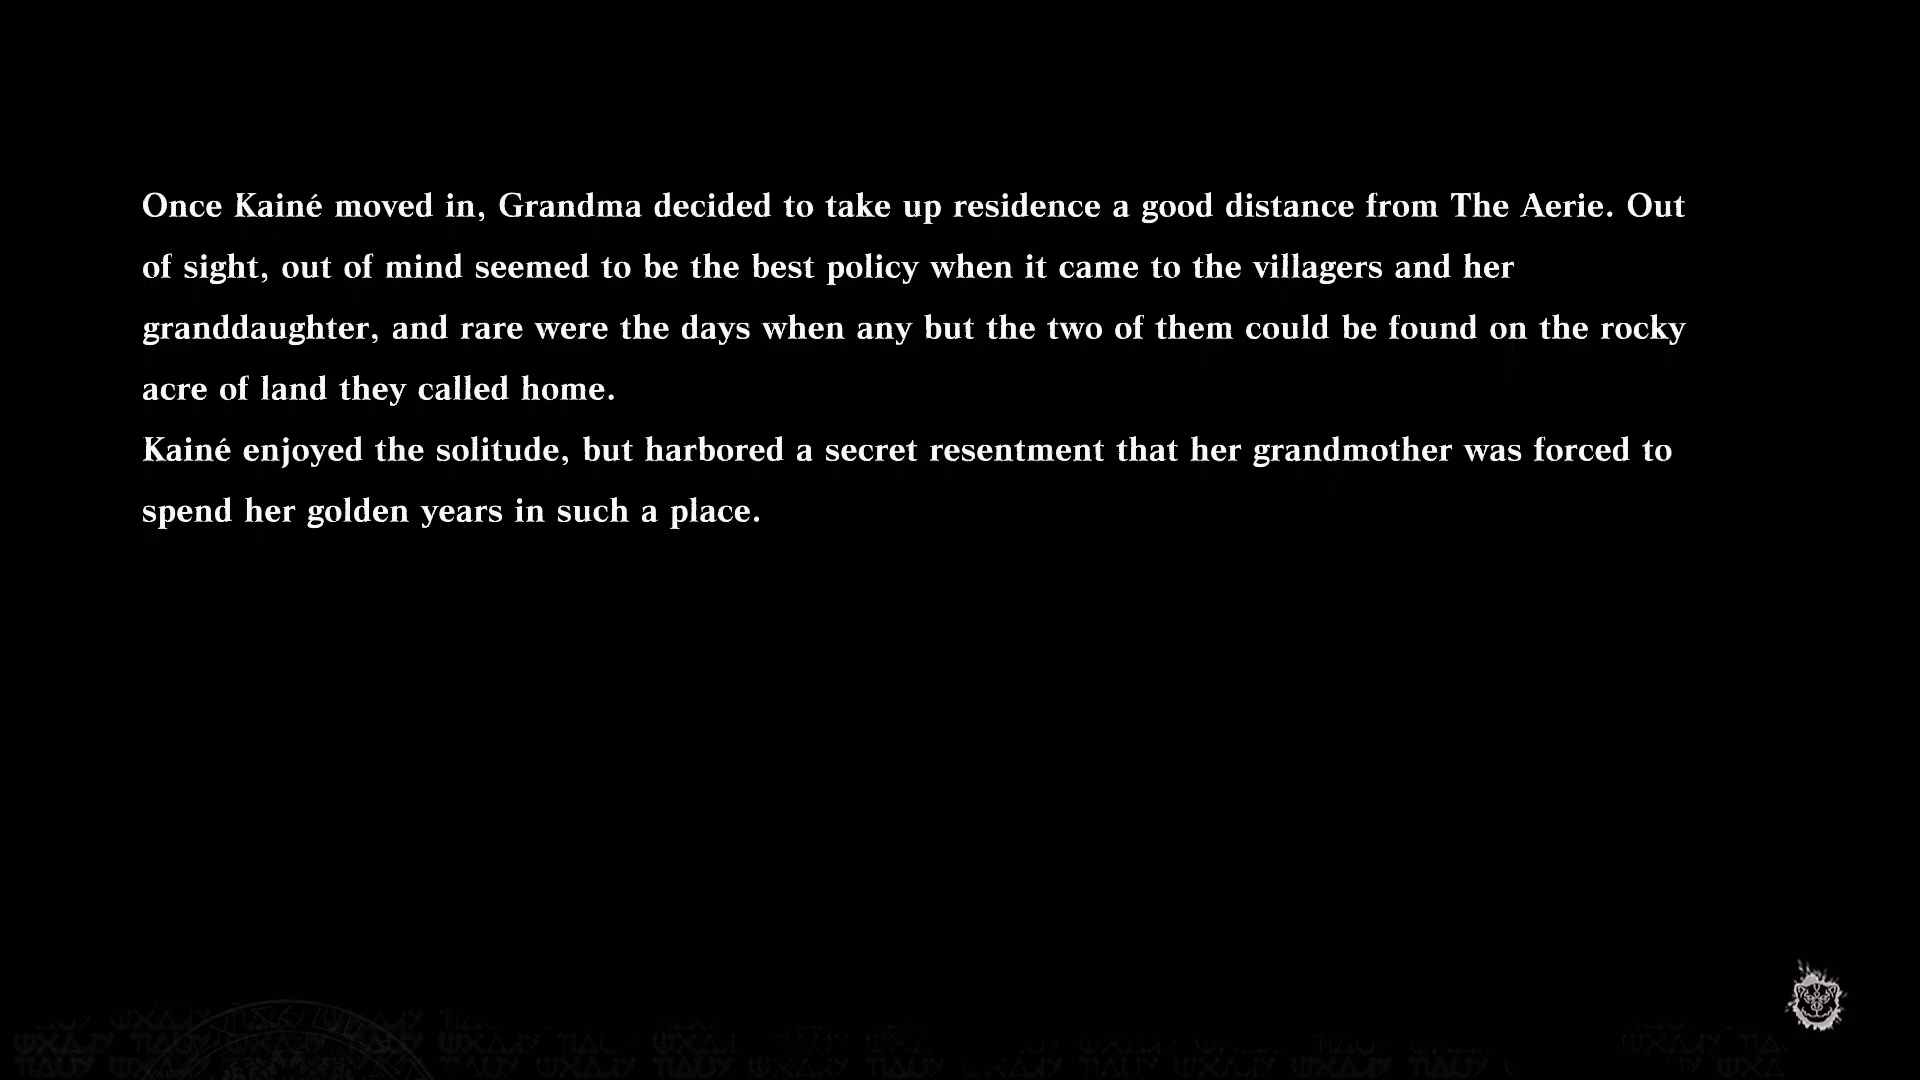 Once Kainé moved in, Grandma decided to take up residence a good distance from The Aerie. Out
of sight, out of mind seemed to be the best policy when it came to the villagers and her
granddaughter, and rare were the days when any but the two of them could be found on the rocky
acre of land they called home.
Kainé enjoyed the solitude, but harbored a secret resentment that her grandmother was forced to
spend her golden years in such a place.